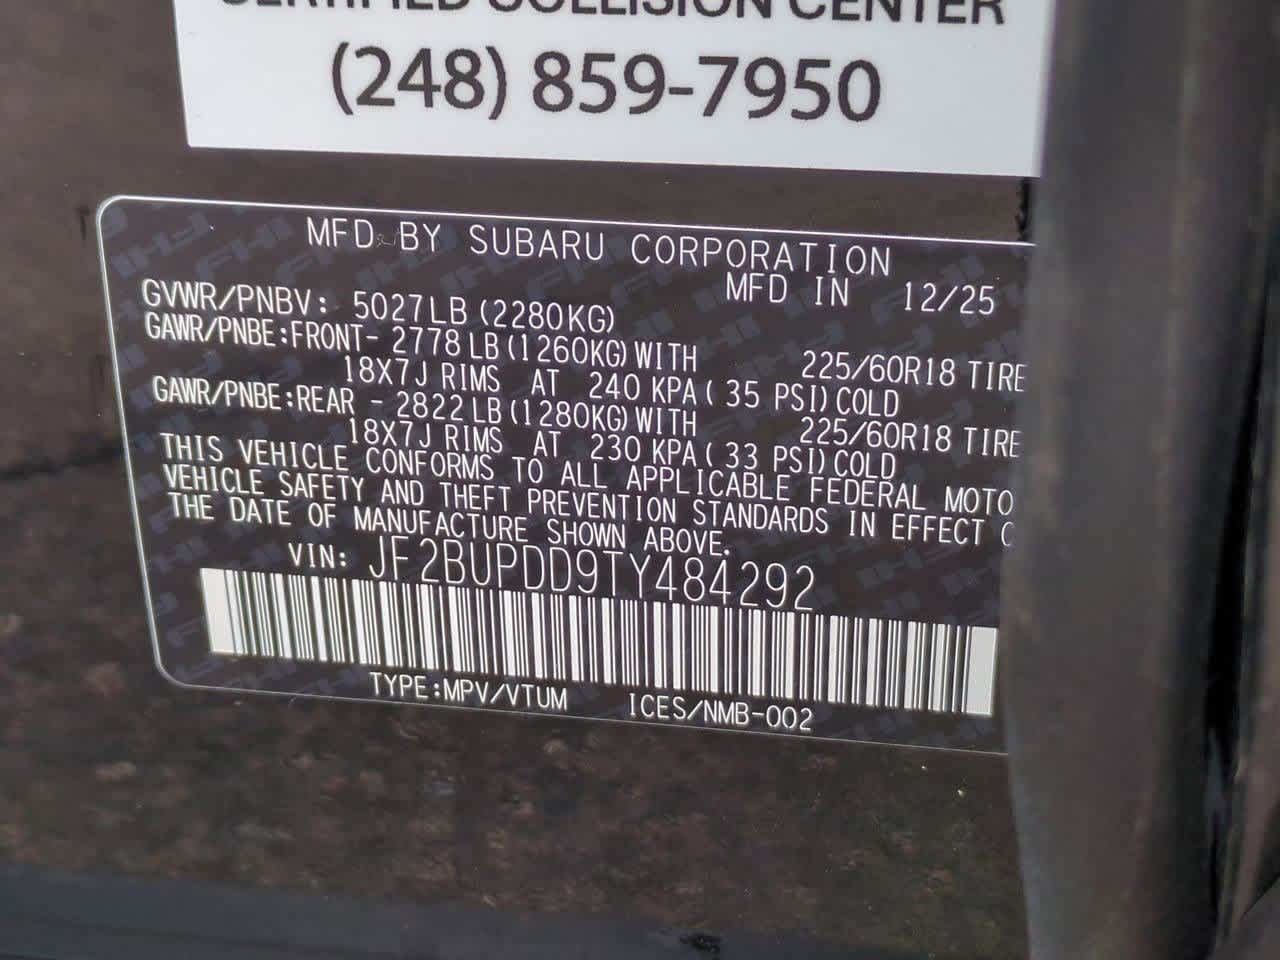 CERTIFIED COLLISION CENTER
(248) 859-7950
MFD BY SUBARU CORPORATION
MFD IN 12/25
GVWR/PNBV: 5027LB (2280KG)
GAWR/PNBE:FRONT- 2778 LB (1260KG) WITH 225/60R18 TIRE
18X7J RIMS AT 240 KPA ( 35 PSI) COLD
GAWR/PNBE:REAR - 2822 LB (1280KG) WITH 225/60R18 TIRE
18X7J RIMS AT 230 KPA ( 33 PSI) COLD
THIS VEHICLE CONFORMS TO ALL APPLICABLE FEDERAL MOTO
VEHICLE SAFETY AND THEFT PREVENTION STANDARDS IN EFFECT
THE DATE OF MANUFACTURE SHOWN ABOVE.
VIN: JF2BUPDD9TY484292
TYPE:MPV/VTUM ICES/NMB-002